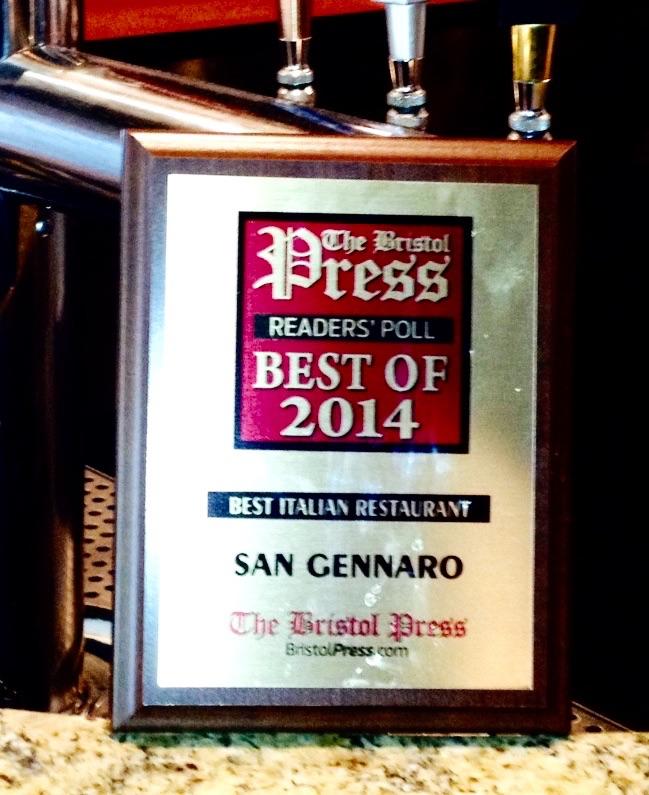 The Bristol
Press
READERS' POLL
BEST OF
2014
BEST ITALIAN RESTAURANT
SAN GENNARO
The Bristol Press
BristolPress.com